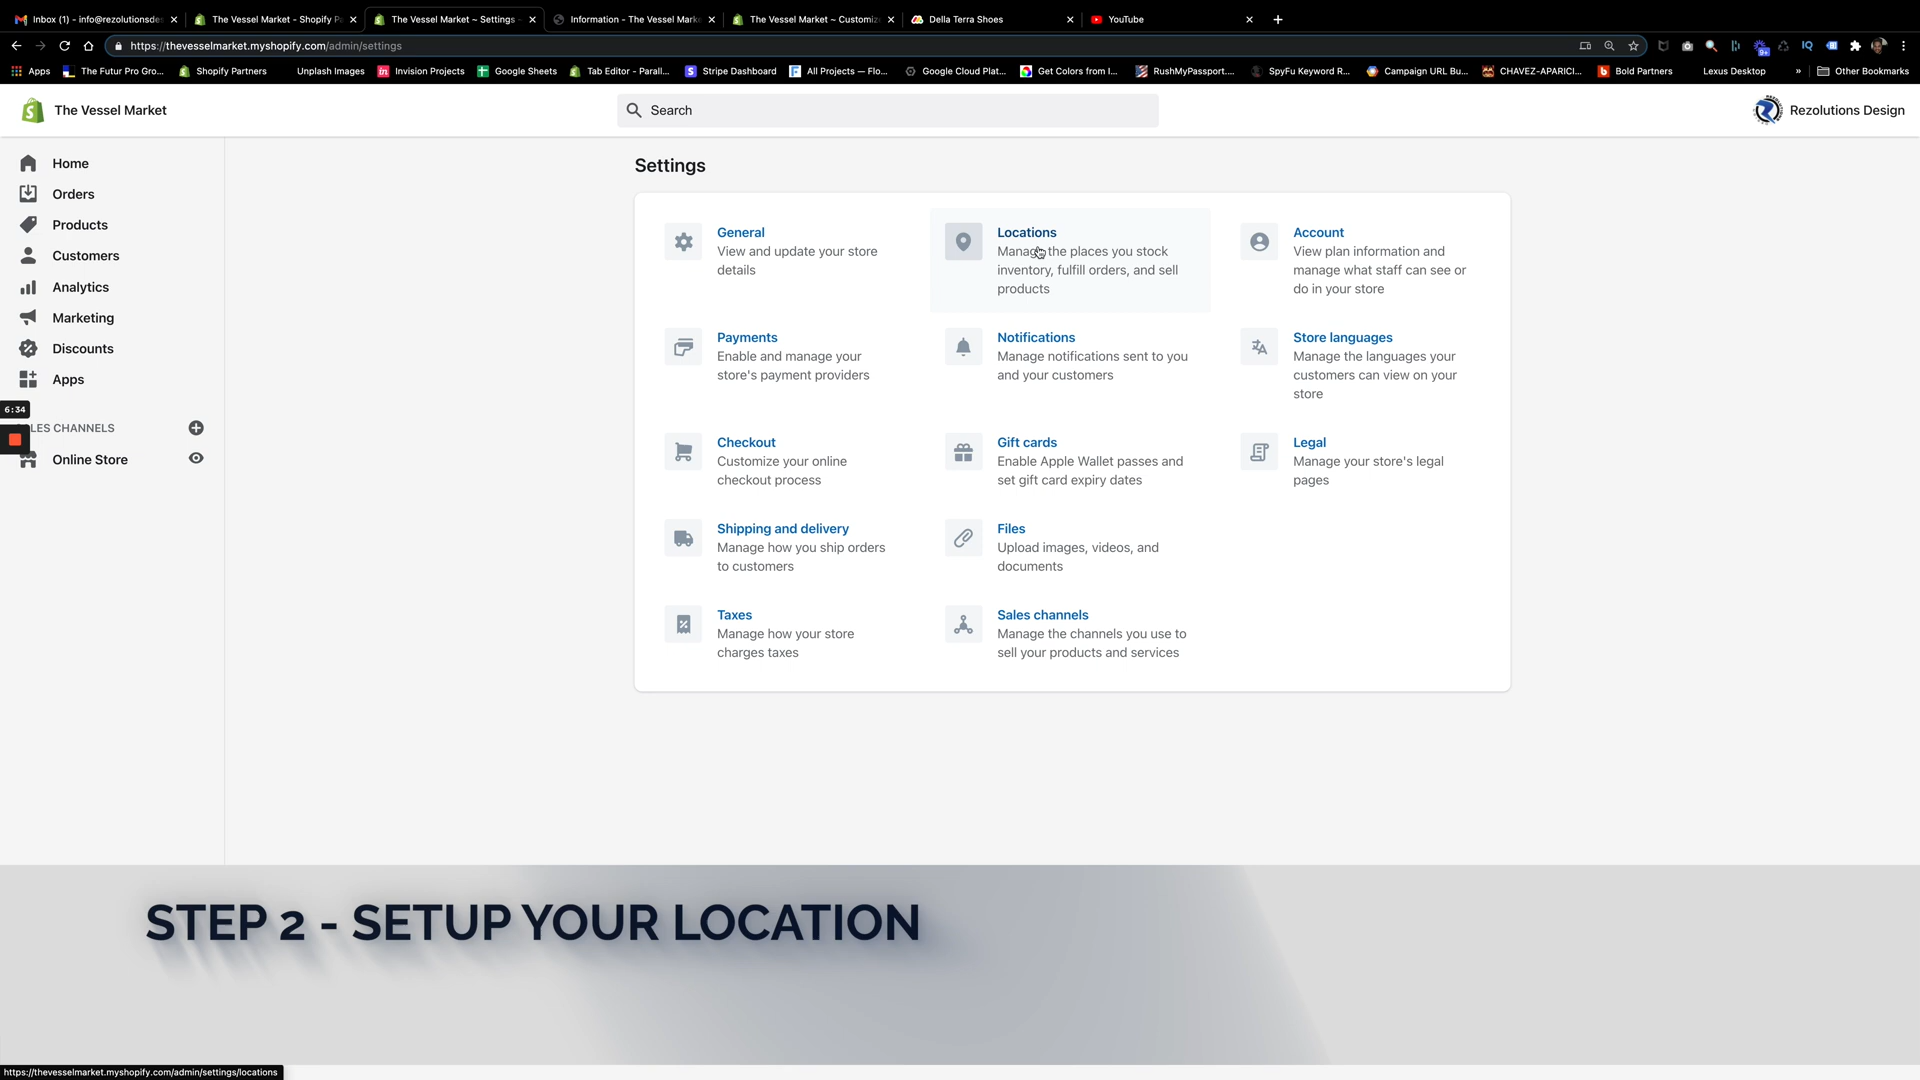 Inbox (1) - info@rezolutionsdes
The Vessel Market - Shopify Pa
The Vessel Market ~ Settings ~
Information - The Vessel Marke
The Vessel Market ~ Customize
Della Terra Shoes
YouTube
https://thevesselmarket.myshopify.com/admin/settings
Apps
The Futur Pro Gro...
Shopify Partners
Unplash Images
Invision Projects
Google Sheets
Tab Editor - Parall...
Stripe Dashboard
All Projects — Flo...
Google Cloud Plat...
Get Colors from I...
RushMyPassport....
SpyFu Keyword R...
Campaign URL Bu...
CHAVEZ-APARICI...
Bold Partners
Lexus Desktop
»
Other Bookmarks
The Vessel Market
Search
Rezolutions Design
Home
Orders
Products
Customers
Analytics
Marketing
Discounts
Apps
6:34
LES CHANNELS
Online Store
Settings
General
View and update your store
details
Locations
Manage the places you stock
inventory, fulfill orders, and sell
products
Account
View plan information and
manage what staff can see or
do in your store
Payments
Enable and manage your
store's payment providers
Notifications
Manage notifications sent to you
and your customers
Store languages
Manage the languages your
customers can view on your
store
Checkout
Customize your online
checkout process
Gift cards
Enable Apple Wallet passes and
set gift card expiry dates
Legal
Manage your store's legal
pages
Shipping and delivery
Manage how you ship orders
to customers
Files
Upload images, videos, and
documents
Taxes
Manage how your store
charges taxes
Sales channels
Manage the channels you use to
sell your products and services
STEP 2 - SETUP YOUR LOCATION
https://thevesselmarket.myshopify.com/admin/settings/locations